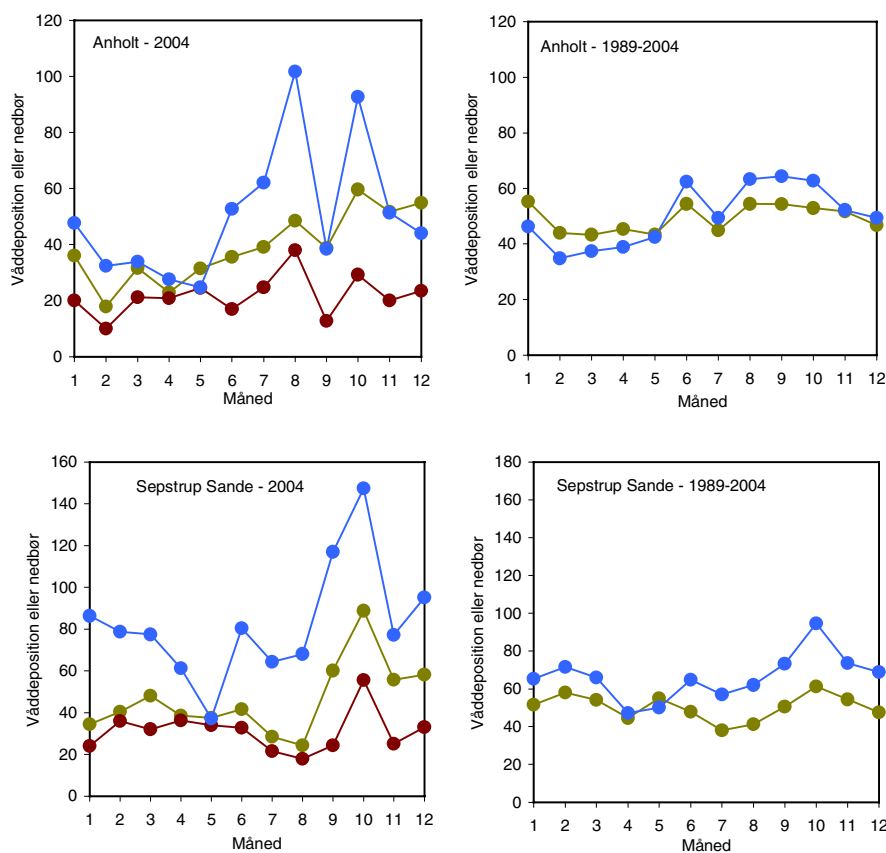 Anholt - 2004
Våddeposition eller nedbør
120
100
80
60
40
20
0
1 2 3 4 5 6 7 8 9 10 11 12
Måned
Anholt - 1989-2004
Våddeposition eller nedbør
120
100
80
60
40
20
0
1 2 3 4 5 6 7 8 9 10 11 12
Måned
Sepstrup Sande - 2004
Våddeposition eller nedbør
160
140
120
100
80
60
40
20
0
1 2 3 4 5 6 7 8 9 10 11 12
Måned
Sepstrup Sande - 1989-2004
Våddeposition eller nedbør
180
160
140
120
100
80
60
40
20
0
1 2 3 4 5 6 7 8 9 10 11 12
Måned